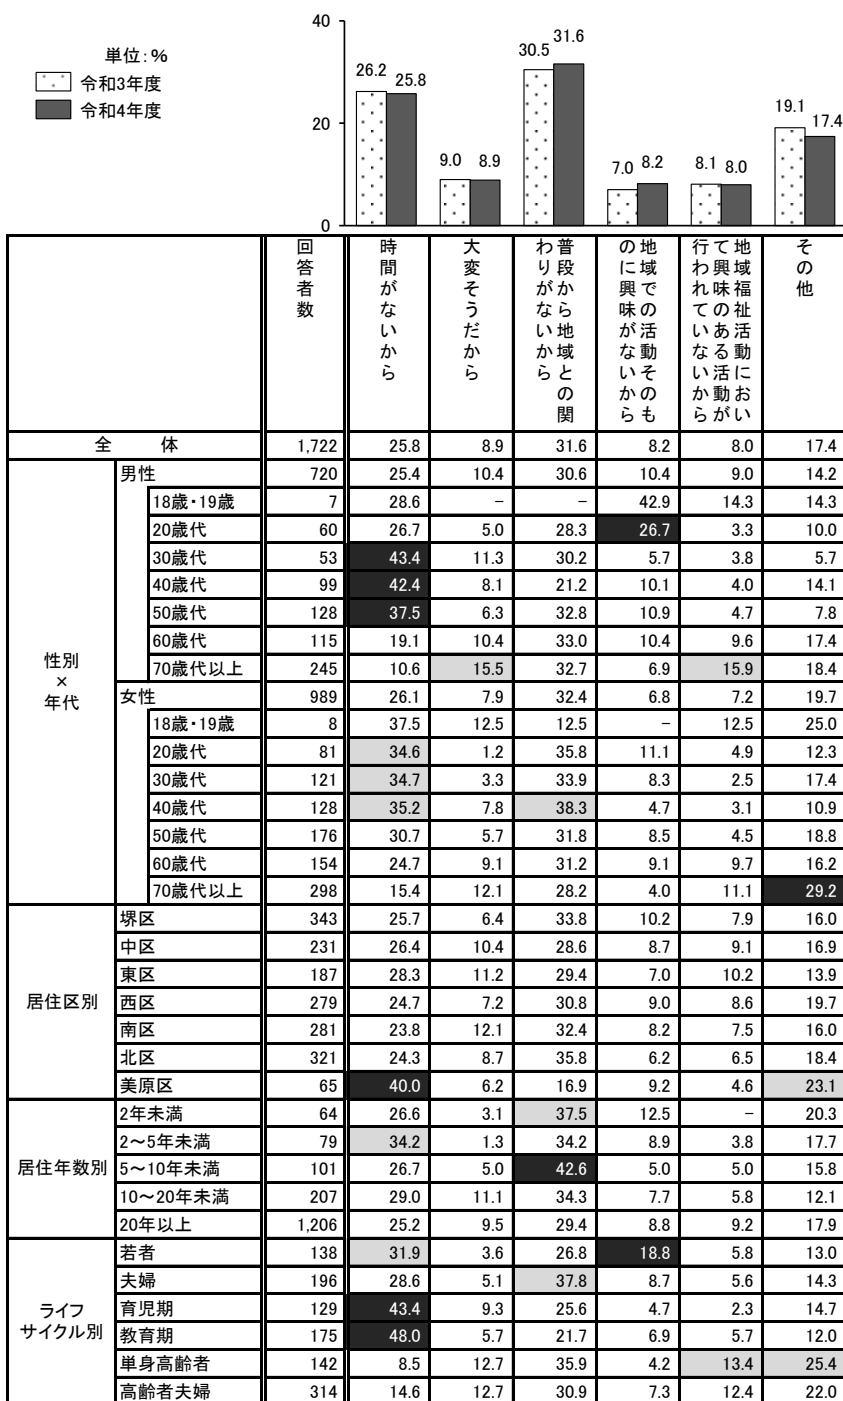 単位：％
令和3年度
令和4年度
40
20
0
26.2 25.8
9.0 8.9
30.5 31.6
7.0 8.2
8.1 8.0
19.1 17.4
回答者数
時間がないから
大変そうだから
普段から地域との関
わりがないから
地域での活動そのも
のに興味がないから
地域福祉活動におい
て興味のある活動が
行われていないから
その他
全 体 1,722 25.8 8.9 31.6 8.2 8.0 17.4
性別
×
年代
男性 720 25.4 10.4 30.6 10.4 9.0 14.2
18歳・19歳 7 28.6 － － 42.9 14.3 14.3
20歳代 60 26.7 5.0 28.3 26.7 3.3 10.0
30歳代 53 43.4 11.3 30.2 5.7 3.8 5.7
40歳代 99 42.4 8.1 21.2 10.1 4.0 14.1
50歳代 128 37.5 6.3 32.8 10.9 4.7 7.8
60歳代 115 19.1 10.4 33.0 10.4 9.6 17.4
70歳代以上 245 10.6 15.5 32.7 6.9 15.9 18.4
女性 989 26.1 7.9 32.4 6.8 7.2 19.7
18歳・19歳 8 37.5 12.5 12.5 － 12.5 25.0
20歳代 81 34.6 1.2 35.8 11.1 4.9 12.3
30歳代 121 34.7 3.3 33.9 8.3 2.5 17.4
40歳代 128 35.2 7.8 38.3 4.7 3.1 10.9
50歳代 176 30.7 5.7 31.8 8.5 4.5 18.8
60歳代 154 24.7 9.1 31.2 9.1 9.7 16.2
70歳代以上 298 15.4 12.1 28.2 4.0 11.1 29.2
居住区別
堺区 343 25.7 6.4 33.8 10.2 7.9 16.0
中区 231 26.4 10.4 28.6 8.7 9.1 16.9
東区 187 28.3 11.2 29.4 7.0 10.2 13.9
西区 279 24.7 7.2 30.8 9.0 8.6 19.7
南区 281 23.8 12.1 32.4 8.2 7.5 16.0
北区 321 24.3 8.7 35.8 6.2 6.5 18.4
美原区 65 40.0 6.2 16.9 9.2 4.6 23.1
居住年数別
2年未満 64 26.6 3.1 37.5 12.5 － 20.3
2～5年未満 79 34.2 1.3 34.2 8.9 3.8 17.7
5～10年未満 101 26.7 5.0 42.6 5.0 5.0 15.8
10～20年未満 207 29.0 11.1 34.3 7.7 5.8 12.1
20年以上 1,206 25.2 9.5 29.4 8.8 9.2 17.9
ライフ
サイクル別
若者 138 31.9 3.6 26.8 18.8 5.8 13.0
夫婦 196 28.6 5.1 37.8 8.7 5.6 14.3
育児期 129 43.4 9.3 25.6 4.7 2.3 14.7
教育期 175 48.0 5.7 21.7 6.9 5.7 12.0
単身高齢者 142 8.5 12.7 35.9 4.2 13.4 25.4
高齢者夫婦 314 14.6 12.7 30.9 7.3 12.4 22.0